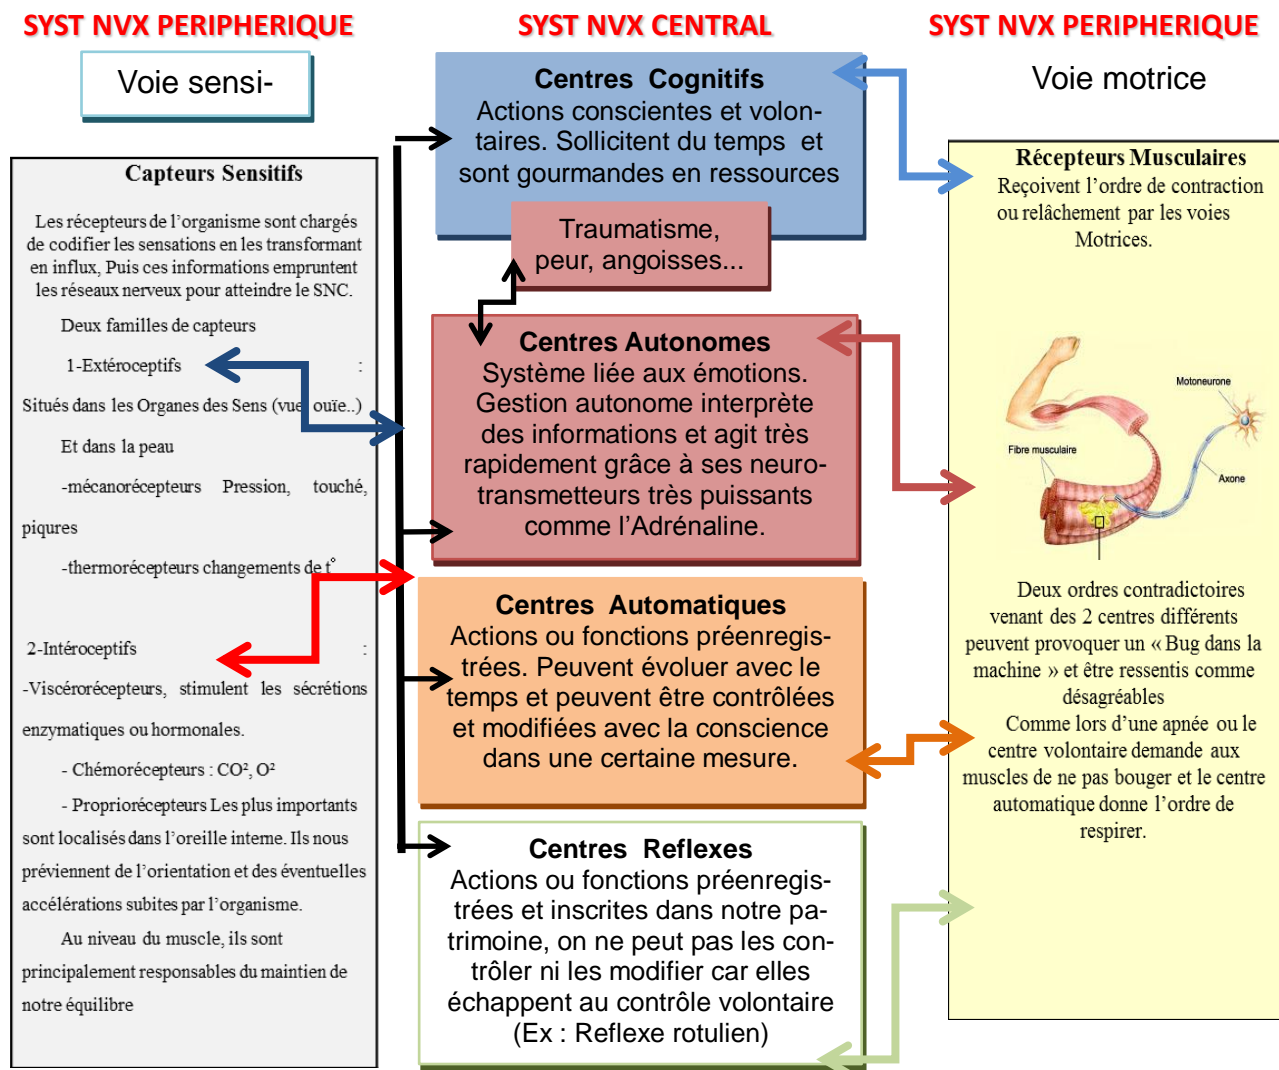 SYST NVX PERIPHERIQUE
Voie sensi-
Capteurs Sensitifs
Les récepteurs de l'organisme sont chargés
de codifier les sensations en les transformant
en influx, Puis ces informations empruntent
les réseaux nerveux pour atteindre le SNC.
Deux familles de capteurs
1-Extéroceptifs :
Situés dans les Organes des Sens (vue, ouïe..)
Et dans la peau
-mécanorécepteurs Pression, touché,
piqures
-thermorécepteurs changements de t°
2-Intéroceptifs :
-Viscérorécepteurs, stimulent les sécrétions
enzymatiques ou hormonales.
- Chémorécepteurs : CO², O²
- Propriorécepteurs Les plus importants
sont localisés dans l'oreille interne. Ils nous
préviennent de l'orientation et des éventuelles
accélérations subites par l'organisme.
Au niveau du muscle, ils sont
principalement responsables du maintien de
notre équilibre
SYST NVX CENTRAL
Centres Cognitifs
Actions conscientes et volon-
taires. Sollicitent du temps et
sont gourmandes en ressources
Traumatisme,
peur, angoisses...
Centres Autonomes
Système liée aux émotions.
Gestion autonome interprète
des informations et agit très
rapidement grâce à ses neuro-
transmetteurs très puissants
comme l'Adrénaline.
Centres Automatiques
Actions ou fonctions préenregis-
trées. Peuvent évoluer avec le
temps et peuvent être contrôlées
et modifiées avec la conscience
dans une certaine mesure.
Centres Reflexes
Actions ou fonctions préenregis-
trées et inscrites dans notre pa-
trimoine, on ne peut pas les con-
trôler ni les modifier car elles
échappent au contrôle volontaire
(Ex : Reflexe rotulien)
SYST NVX PERIPHERIQUE
Voie motrice
Récepteurs Musculaires
Reçoivent l'ordre de contraction
ou relâchement par les voies
Motrices.
Motoneurone
Fibre musculaire
Axone
Deux ordres contradictoires
venant des 2 centres différents
peuvent provoquer un « Bug dans la
machine » et être ressentis comme
désagréables
Comme lors d'une apnée ou le
centre volontaire demande aux
muscles de ne pas bouger et le centre
automatique donne l'ordre de
respirer.